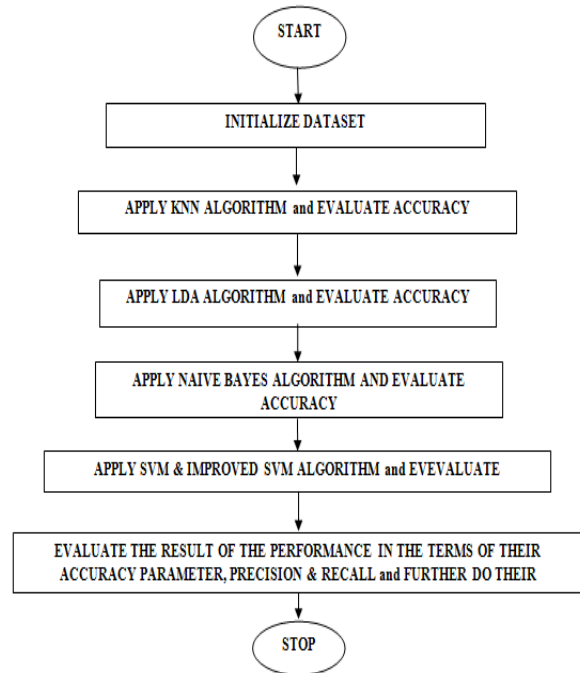 START
INITIALIZE DATASET
APPLY KNN ALGORITHM and EVALUATE ACCURACY
APPLY LDA ALGORITHM and EVALUATE ACCURACY
APPLY NAIVE BAYES ALGORITHM AND EVALUATE
ACCURACY
APPLY SVM & IMPROVED SVM ALGORITHM and EVEVALUATE
EVALUATE THE RESULT OF THE PERFORMANCE IN THE TERMS OF THEIR
ACCURACY PARAMETER, PRECISION & RECALL and FURTHER DO THEIR
STOP